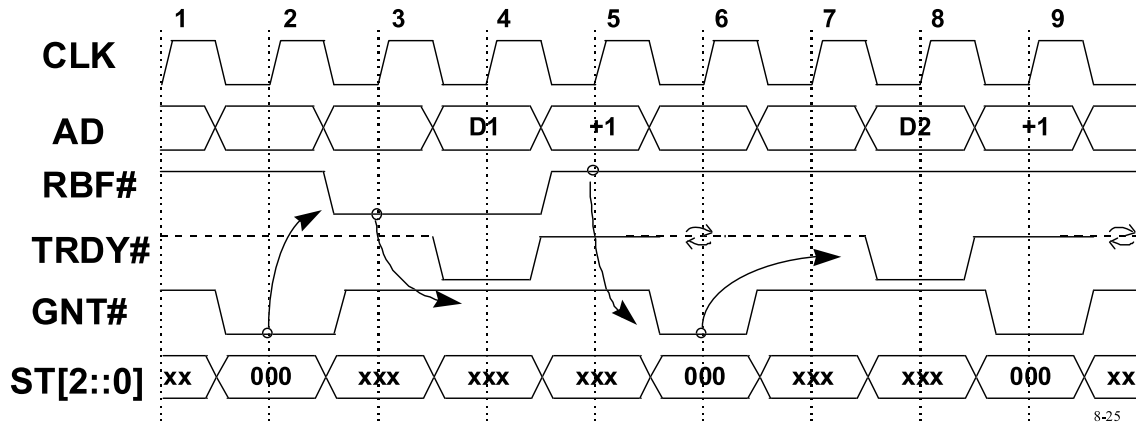 1 2 3 4 5 6 7 8 9
CLK
AD D1 +1 D2 +1
RBF#
TRDY#
GNT#
ST[2::0] xx 000 xxx xxx xxx 000 xxx xxx 000 xx
8-25